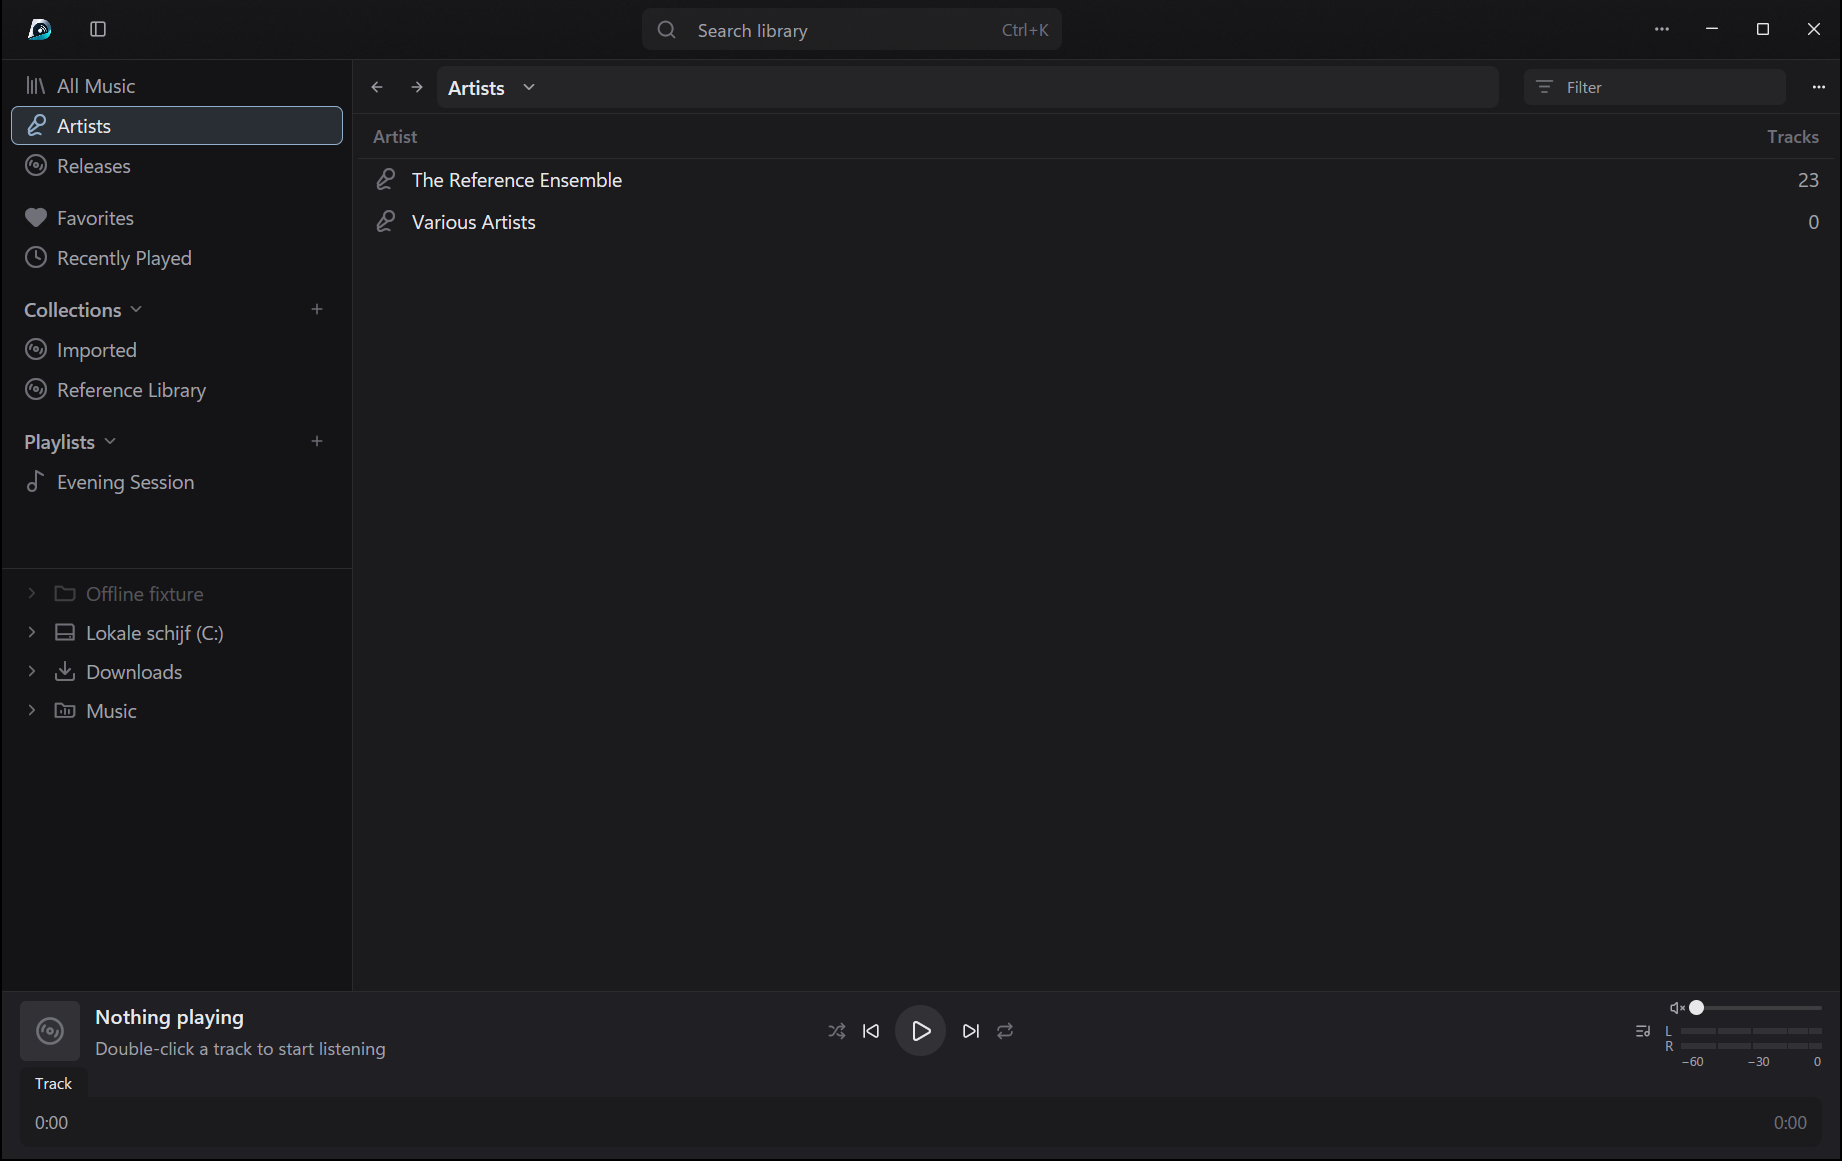 Search library Ctrl+K
All Music
Artists
Releases
Favorites
Recently Played
Collections
Imported
Reference Library
Playlists
Evening Session
Offline fixture
Lokale schijf (C:)
Downloads
Music
Artists
Filter
Artist Tracks
The Reference Ensemble 23
Various Artists 0
Nothing playing
Double-click a track to start listening
L
R
-60 -30 0
Track
0:00 0:00